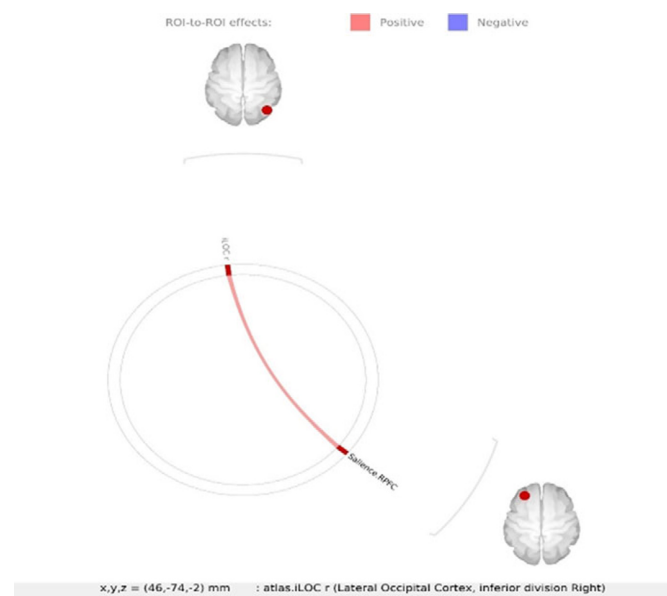 ROI-to-ROI effects: Positive Negative
iLOC r
Salience.RPFC
x,y,z = (46,-74,-2) mm : atlas.iLOC r (Lateral Occipital Cortex, inferior division Right)